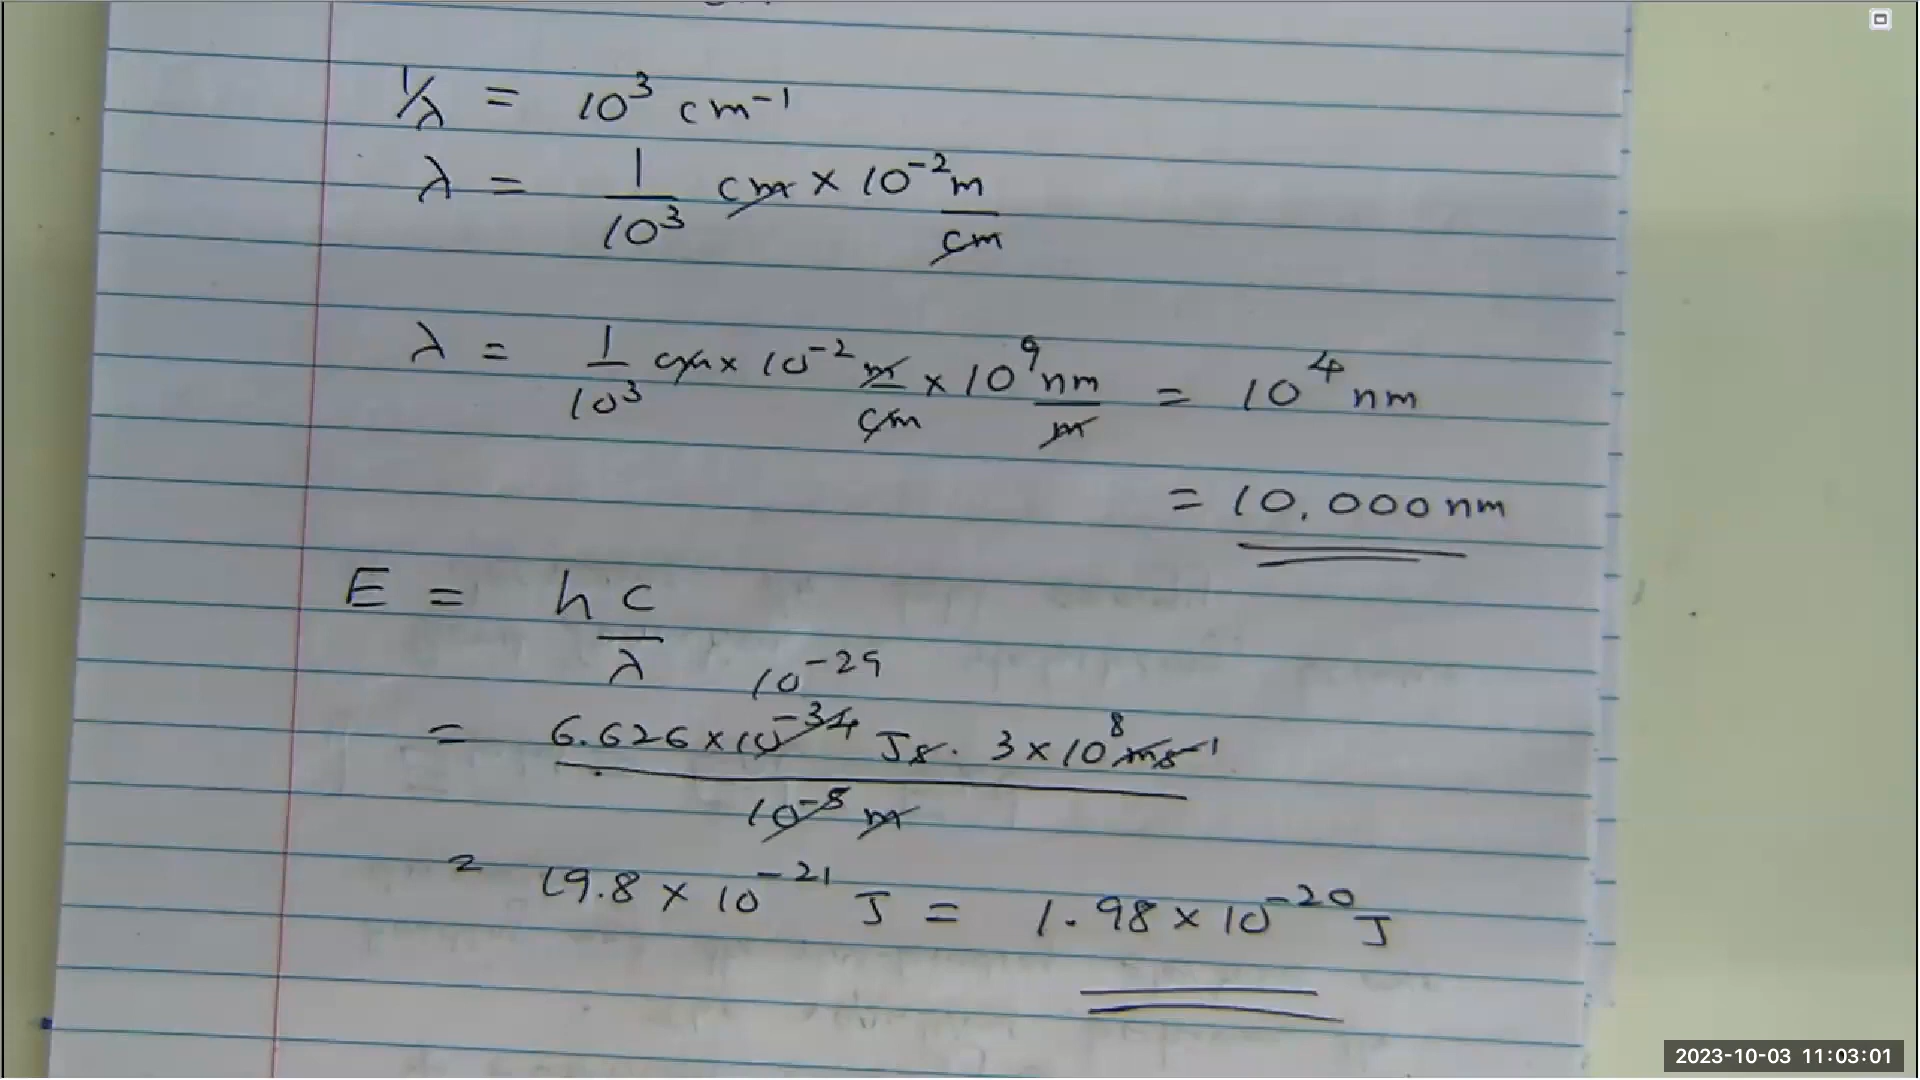 1/λ = 10³ cm⁻¹
λ = 1/10³ cm × 10⁻² m/cm
λ = 1/10³ cm × 10⁻² m/cm × 10⁹ nm/m = 10⁴ nm
= 10,000 nm
E = h c/λ
10⁻²⁹
= 6.626 × 10⁻³⁴ Js. 3 × 10⁸ ms⁻¹
10⁻⁵ m
= 19.8 × 10⁻²¹ J = 1.98 × 10⁻²⁰ J
2023-10-03 11:03:01